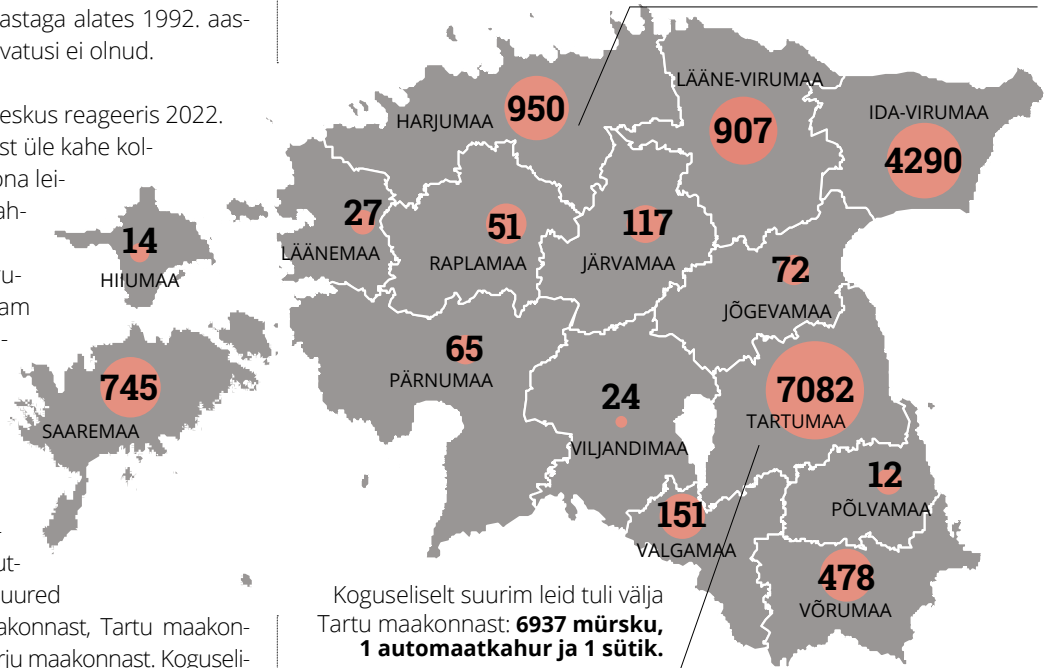 astaga alates 1992. aas-
vatusi ei olnud.
eskus reageeris 2022.
st üle kahe kol-
ona lei-
ah-
u-
am
-
-
ut-
uured
akonnast, Tartu maakon-
rju maakonnast. Koguseli-
HARJUMAA 950
LÄÄNE-VIRUMAA
907
IDA-VIRUMAA
4290
14
HIIUMAA
27
LÄÄNEMAA
51
RAPLAMAA
117
JÄRVAMAA
72
JÕGEVAMAA
745
SAAREMAA
65
PÄRNUMAA
24
VILJANDIMAA
7082
TARTUMAA
12
PÕLVAMAA
151
VALGAMAA
478
VÕRUMAA
Koguseliselt suurim leid tuli välja
Tartu maakonnast: 6937 mürsku,
1 automaatkahur ja 1 sütik.